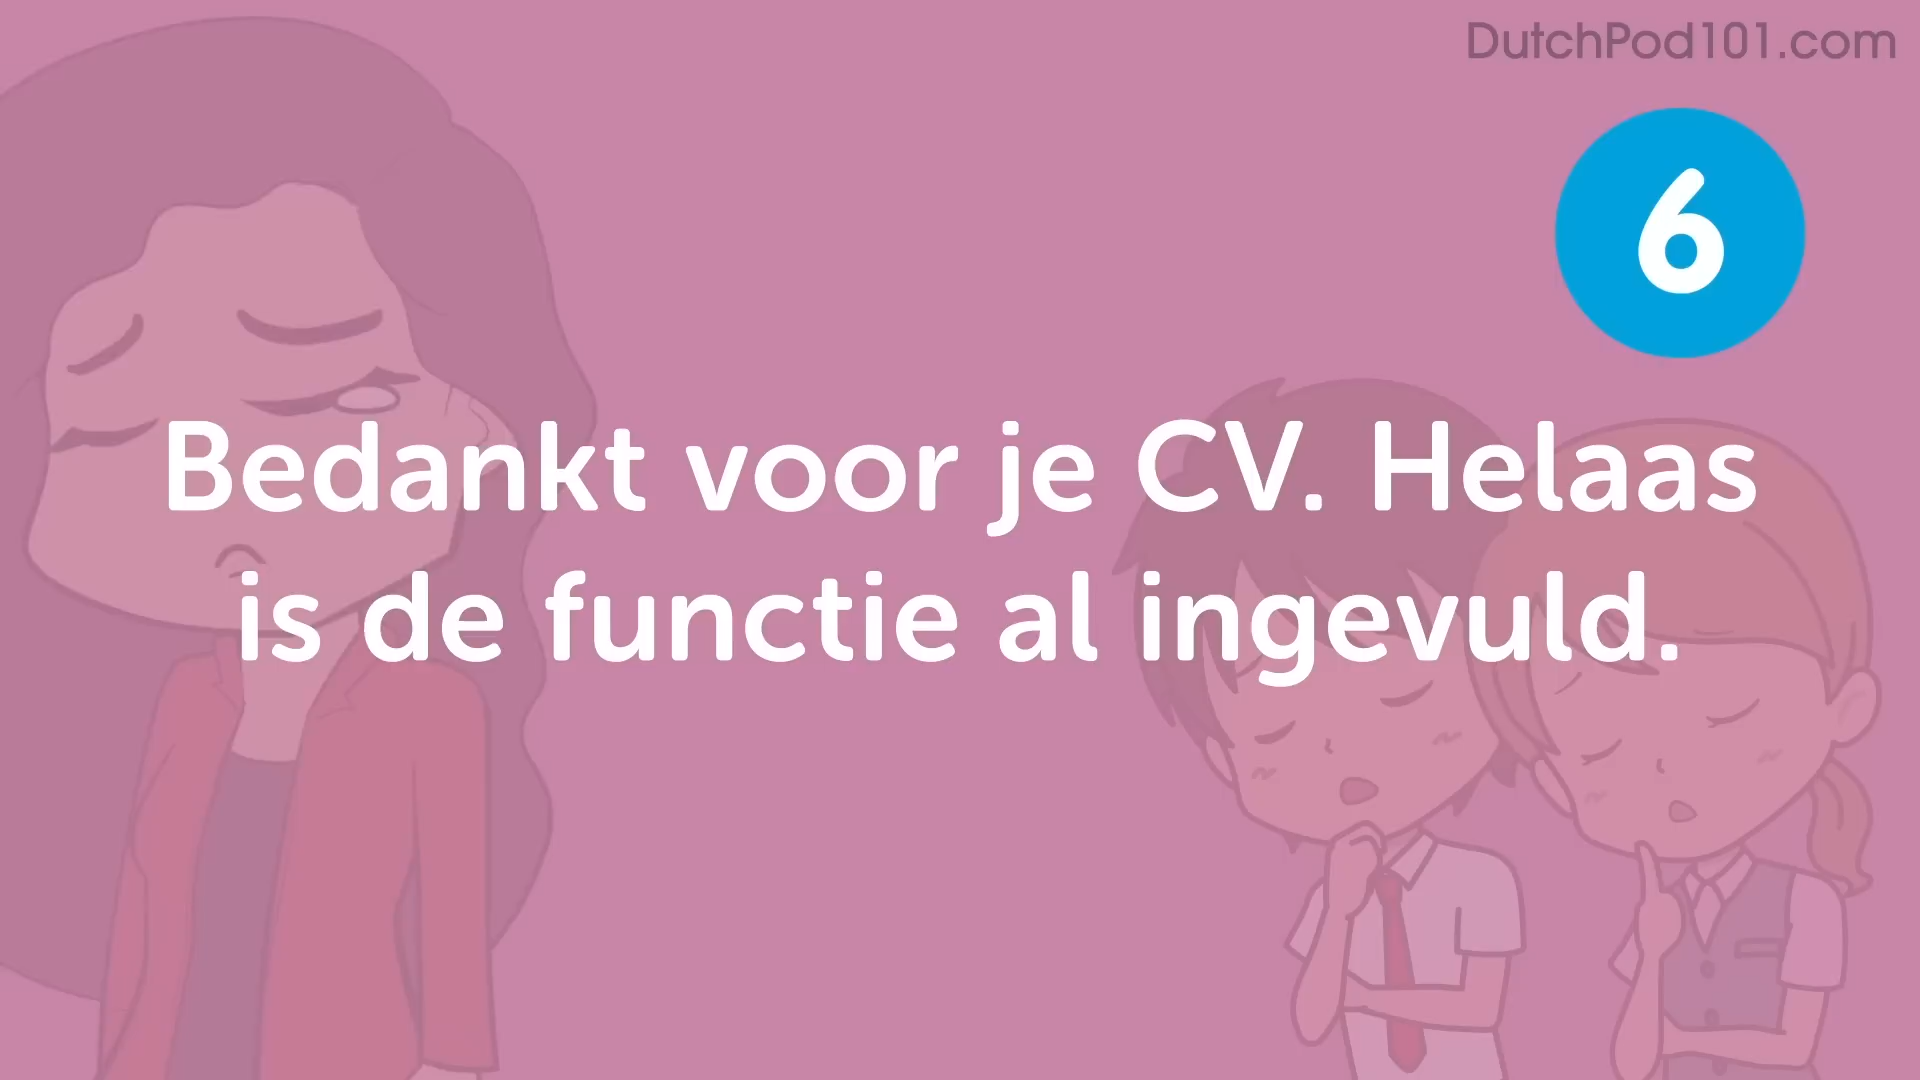 DutchPod101.com
6
Bedankt voor je CV. Helaas
is de functie al ingevuld.